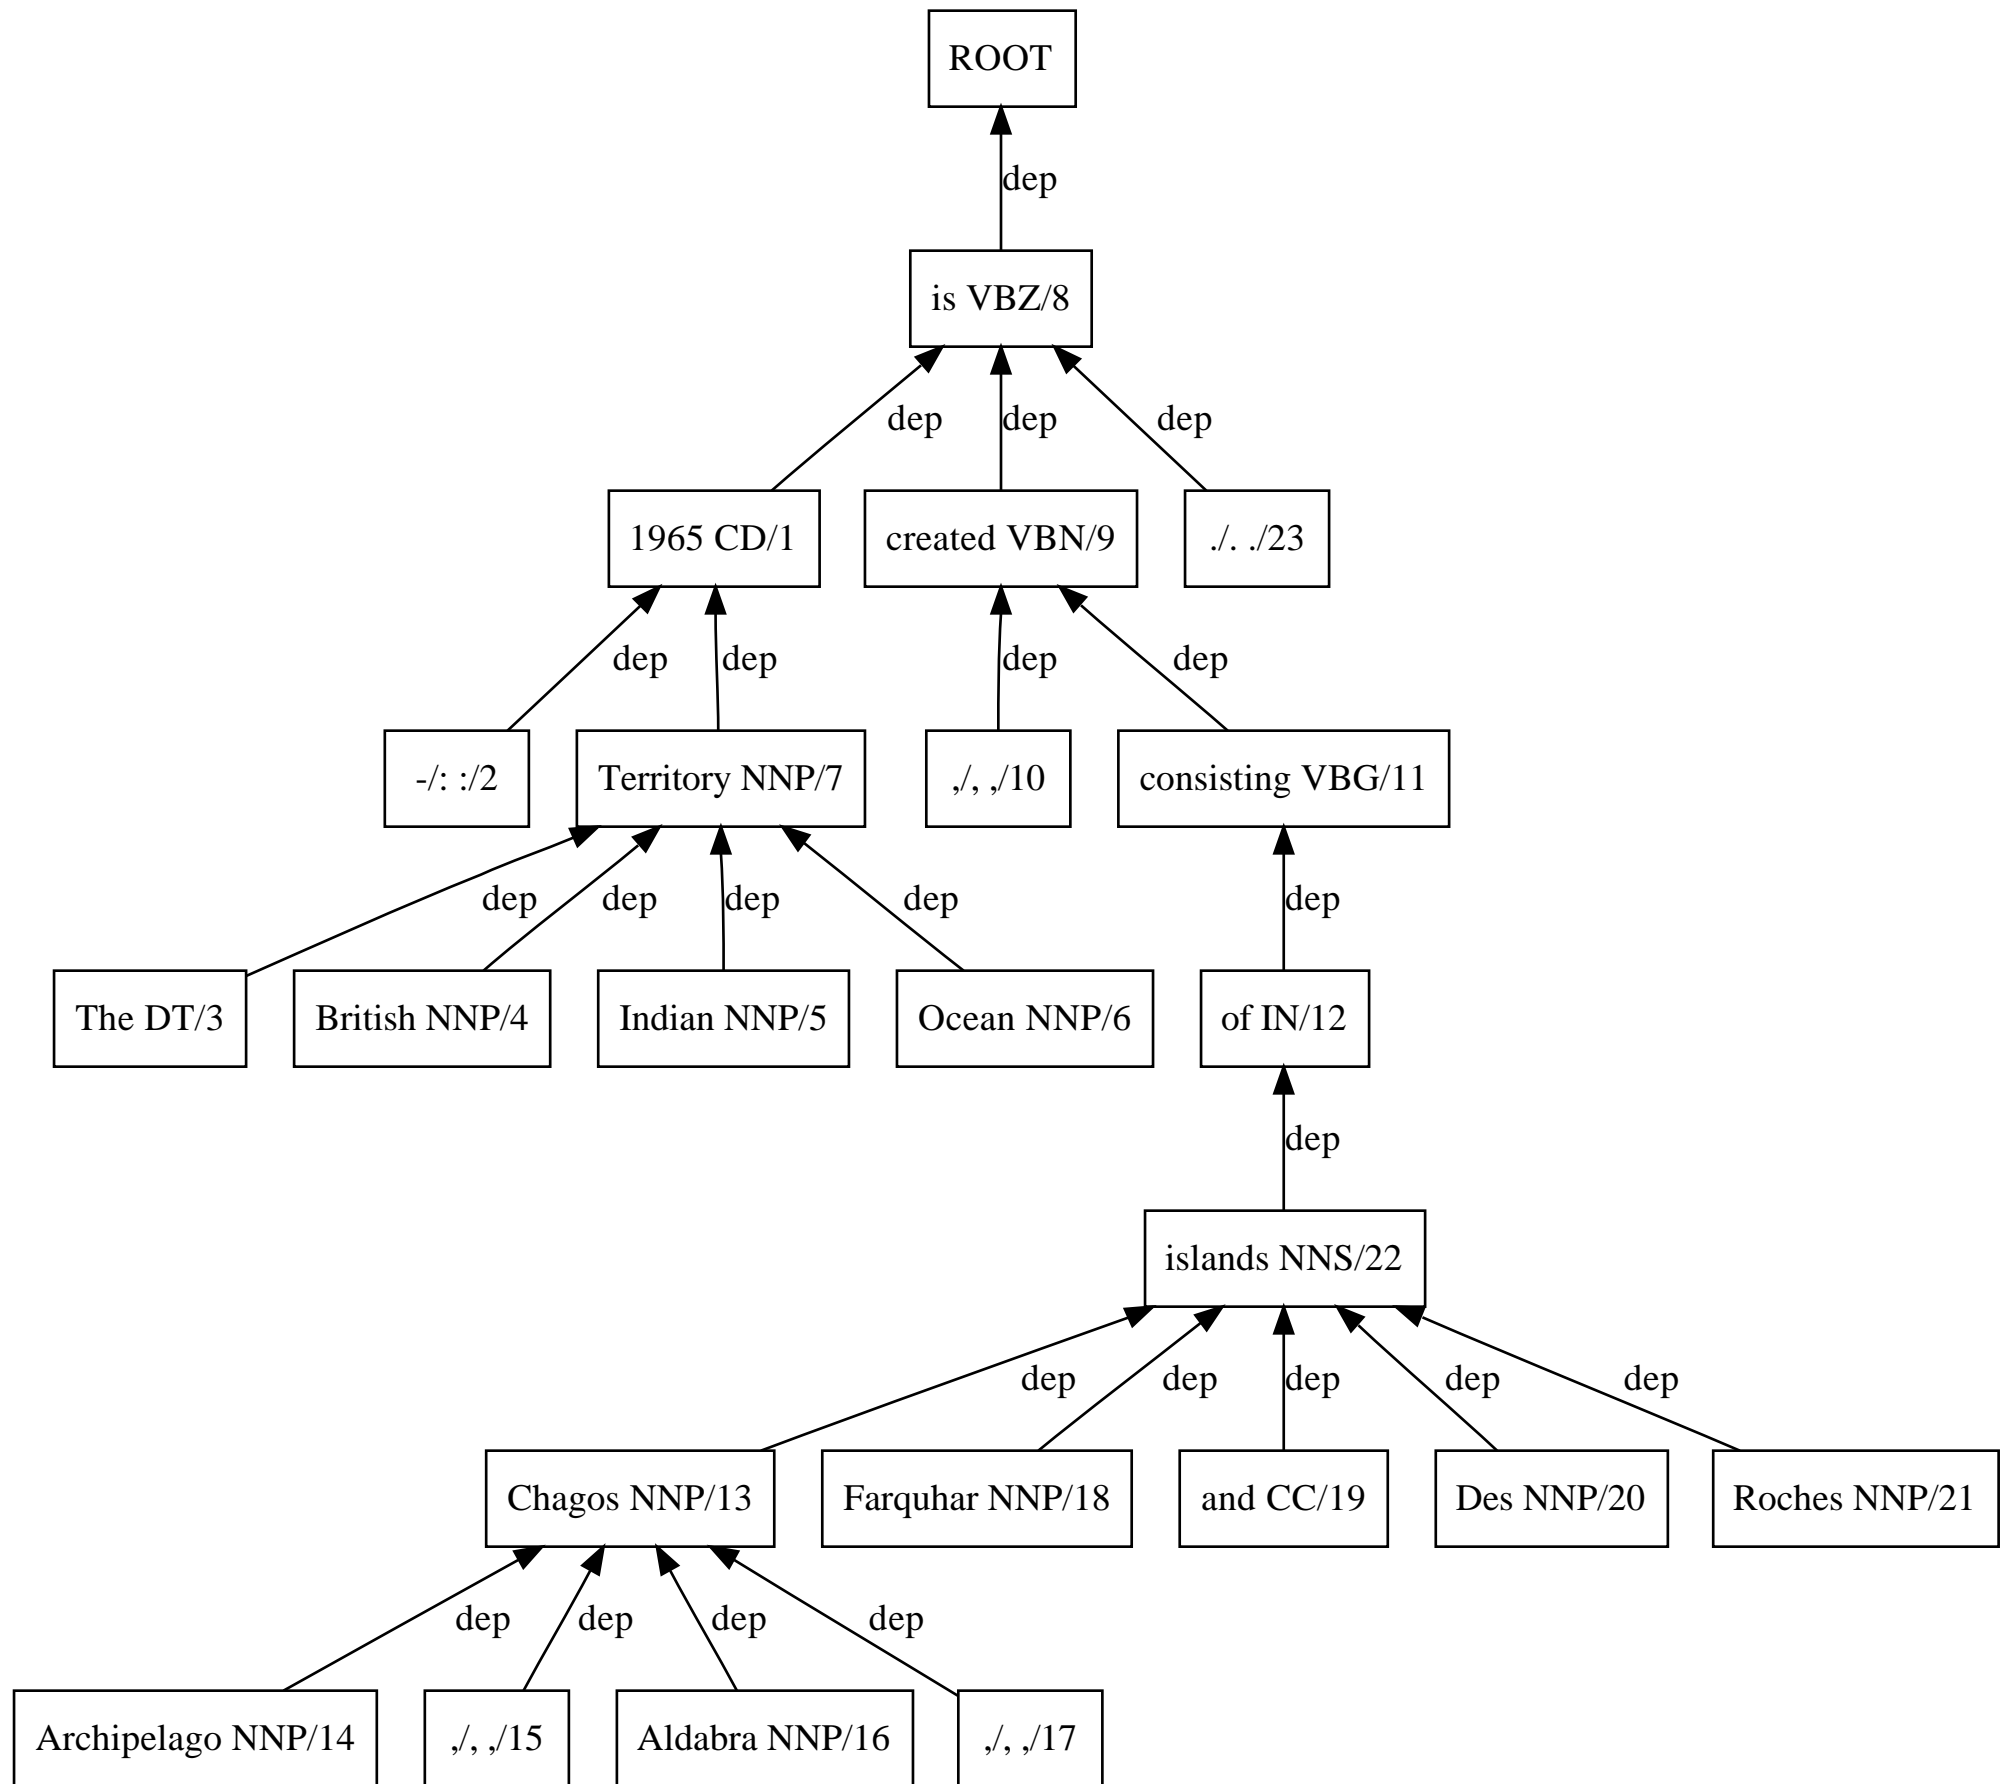 ROOT
dep
is VBZ/8
dep dep dep
1965 CD/1 created VBN/9 ./. ./23
dep dep dep dep
-/: :/2 Territory NNP/7 ,/, ,/10 consisting VBG/11
dep dep dep dep dep
The DT/3 British NNP/4 Indian NNP/5 Ocean NNP/6 of IN/12
dep
islands NNS/22
dep dep dep dep dep
Chagos NNP/13 Farquhar NNP/18 and CC/19 Des NNP/20 Roches NNP/21
dep dep dep dep
Archipelago NNP/14 ,/, ,/15 Aldabra NNP/16 ,/, ,/17